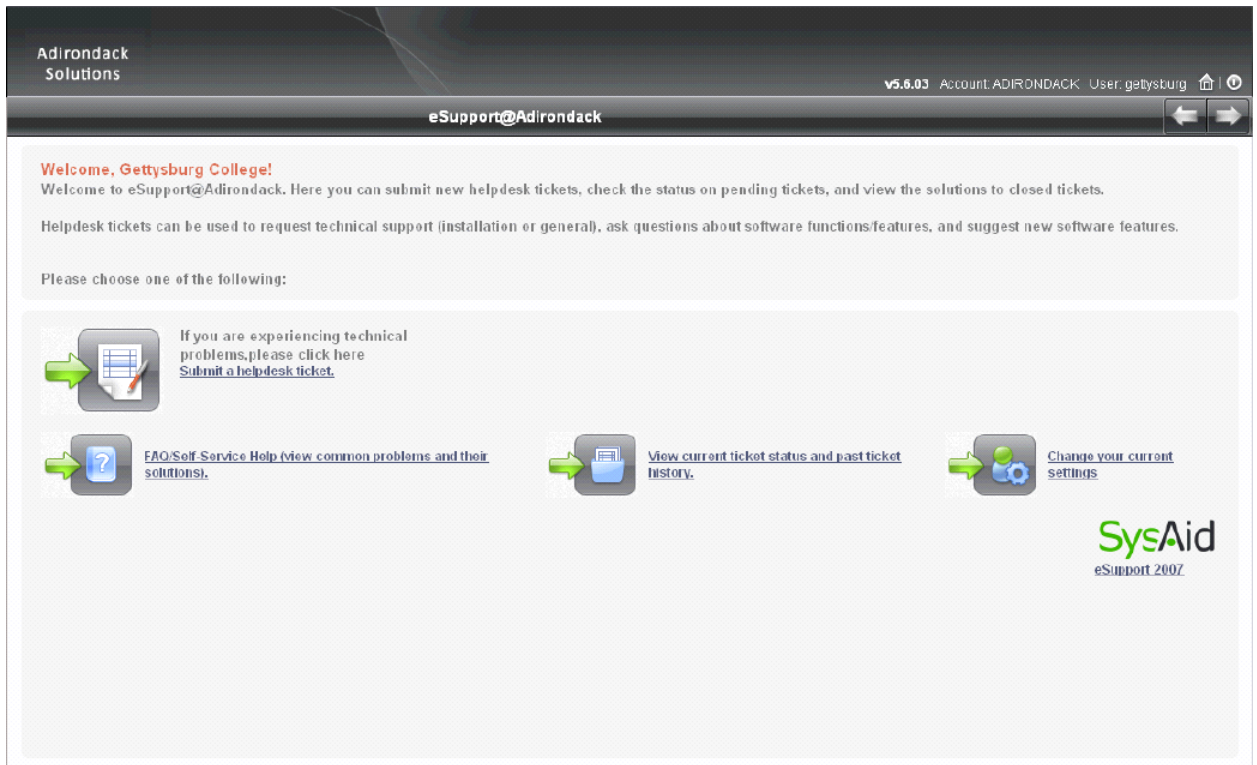 Adirondack
Solutions
v5.6.03 Account: ADIRONDACK User: gettysburg
eSupport@Adirondack
Welcome, Gettysburg College!
Welcome to eSupport@Adirondack. Here you can submit new helpdesk tickets, check the status on pending tickets, and view the solutions to closed tickets.
Helpdesk tickets can be used to request technical support (installation or general), ask questions about software functions/features, and suggest new software features.
Please choose one of the following:
If you are experiencing technical
problems,please click here
Submit a helpdesk ticket.
FAQ/Self-Service Help (view common problems and their
solutions).
View current ticket status and past ticket
history.
Change your current
settings
SysAid
eSupport 2007